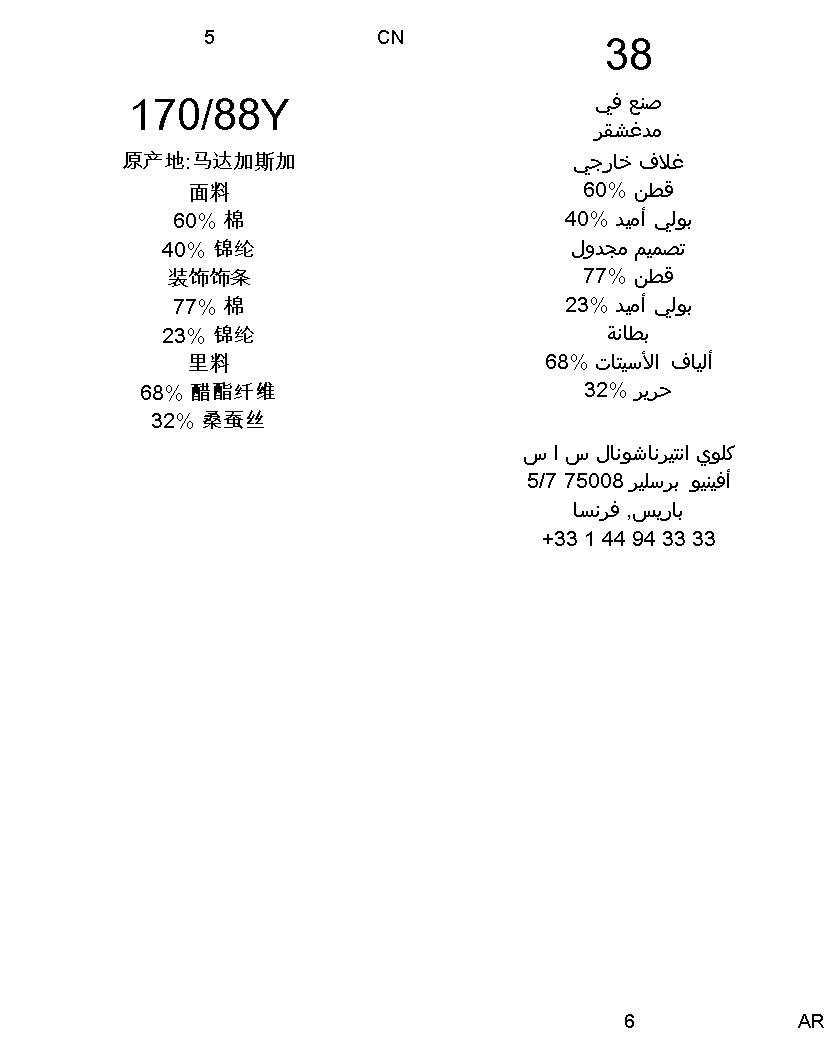 5
CN
170/88Y
原产地:马达加斯加
面料
60% 棉
40% 锦纶
装饰饰条
77% 棉
23% 锦纶
里料
68% 醋酯纤维
32% 桑蚕丝
38
صنع في
مدغشقر
غلاف خارجي
قطن %60
بولي أميد %40
تصميم مجدول
قطن %77
بولي أميد %23
بطانة
ألياف الأسيتات %68
حرير %32
كلوي انتيرناشونال س ا س
أفينيو برسلير 75008 5/7
باريس, فرنسا
+33 1 44 94 33 33
6
AR